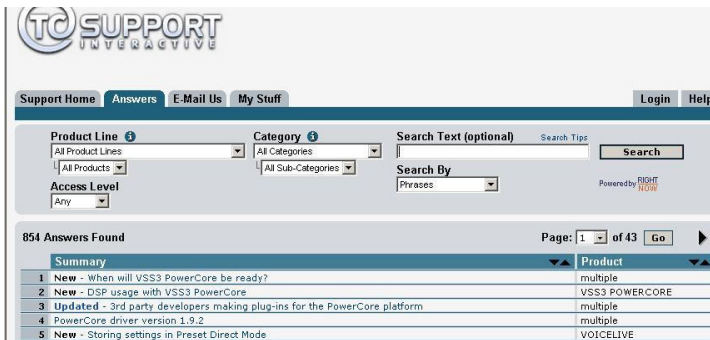 TC SUPPORT
INTERACTIVE
Support Home Answers E-Mail Us My Stuff Login Help
Product Line Category Search Text (optional) Search Tips
All Product Lines All Categories Search
All Products All Sub-Categories Search By
Access Level Phrases Powered by RIGHT NOW
Any
854 Answers Found Page: 1 of 43 Go
Summary Product
1 New - When will VSS3 PowerCore be ready? multiple
2 New - DSP usage with VSS3 PowerCore VSS3 POWERCORE
3 Updated - 3rd party developers making plug-ins for the PowerCore platform multiple
4 PowerCore driver version 1.9.2 multiple
5 New - Storing settings in Preset Direct Mode VOICELIVE